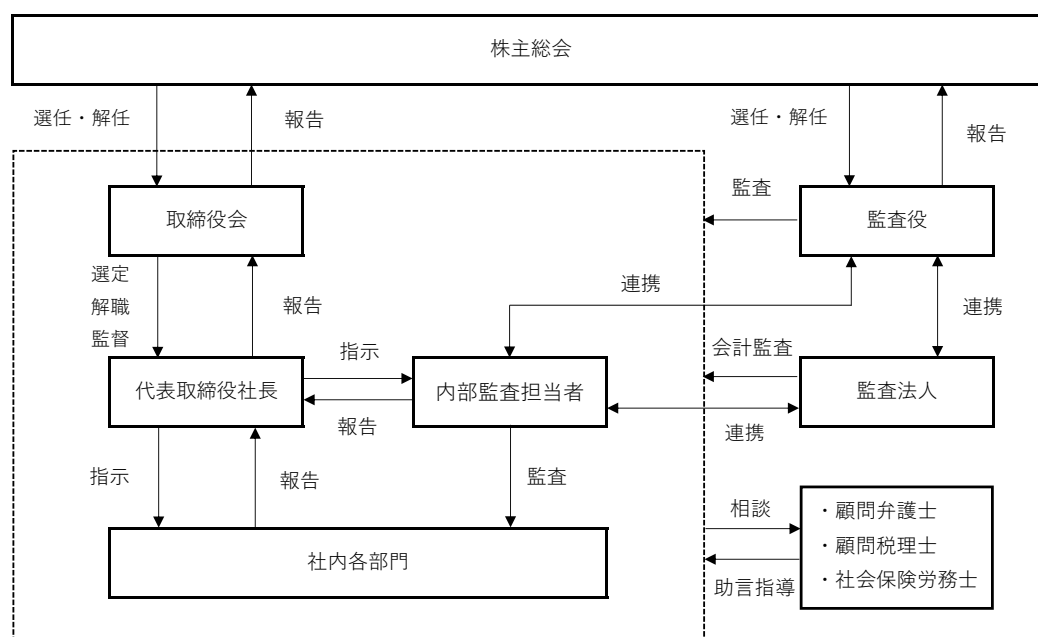 株主総会
選任・解任
報告
選任・解任
報告
監査
取締役会
監査役
選定
解職
監督
報告
連携
連携
指示
会計監査
代表取締役社長
内部監査担当者
監査法人
報告
連携
指示
報告
監査
相談
・顧問弁護士
・顧問税理士
・社会保険労務士
社内各部門
助言指導